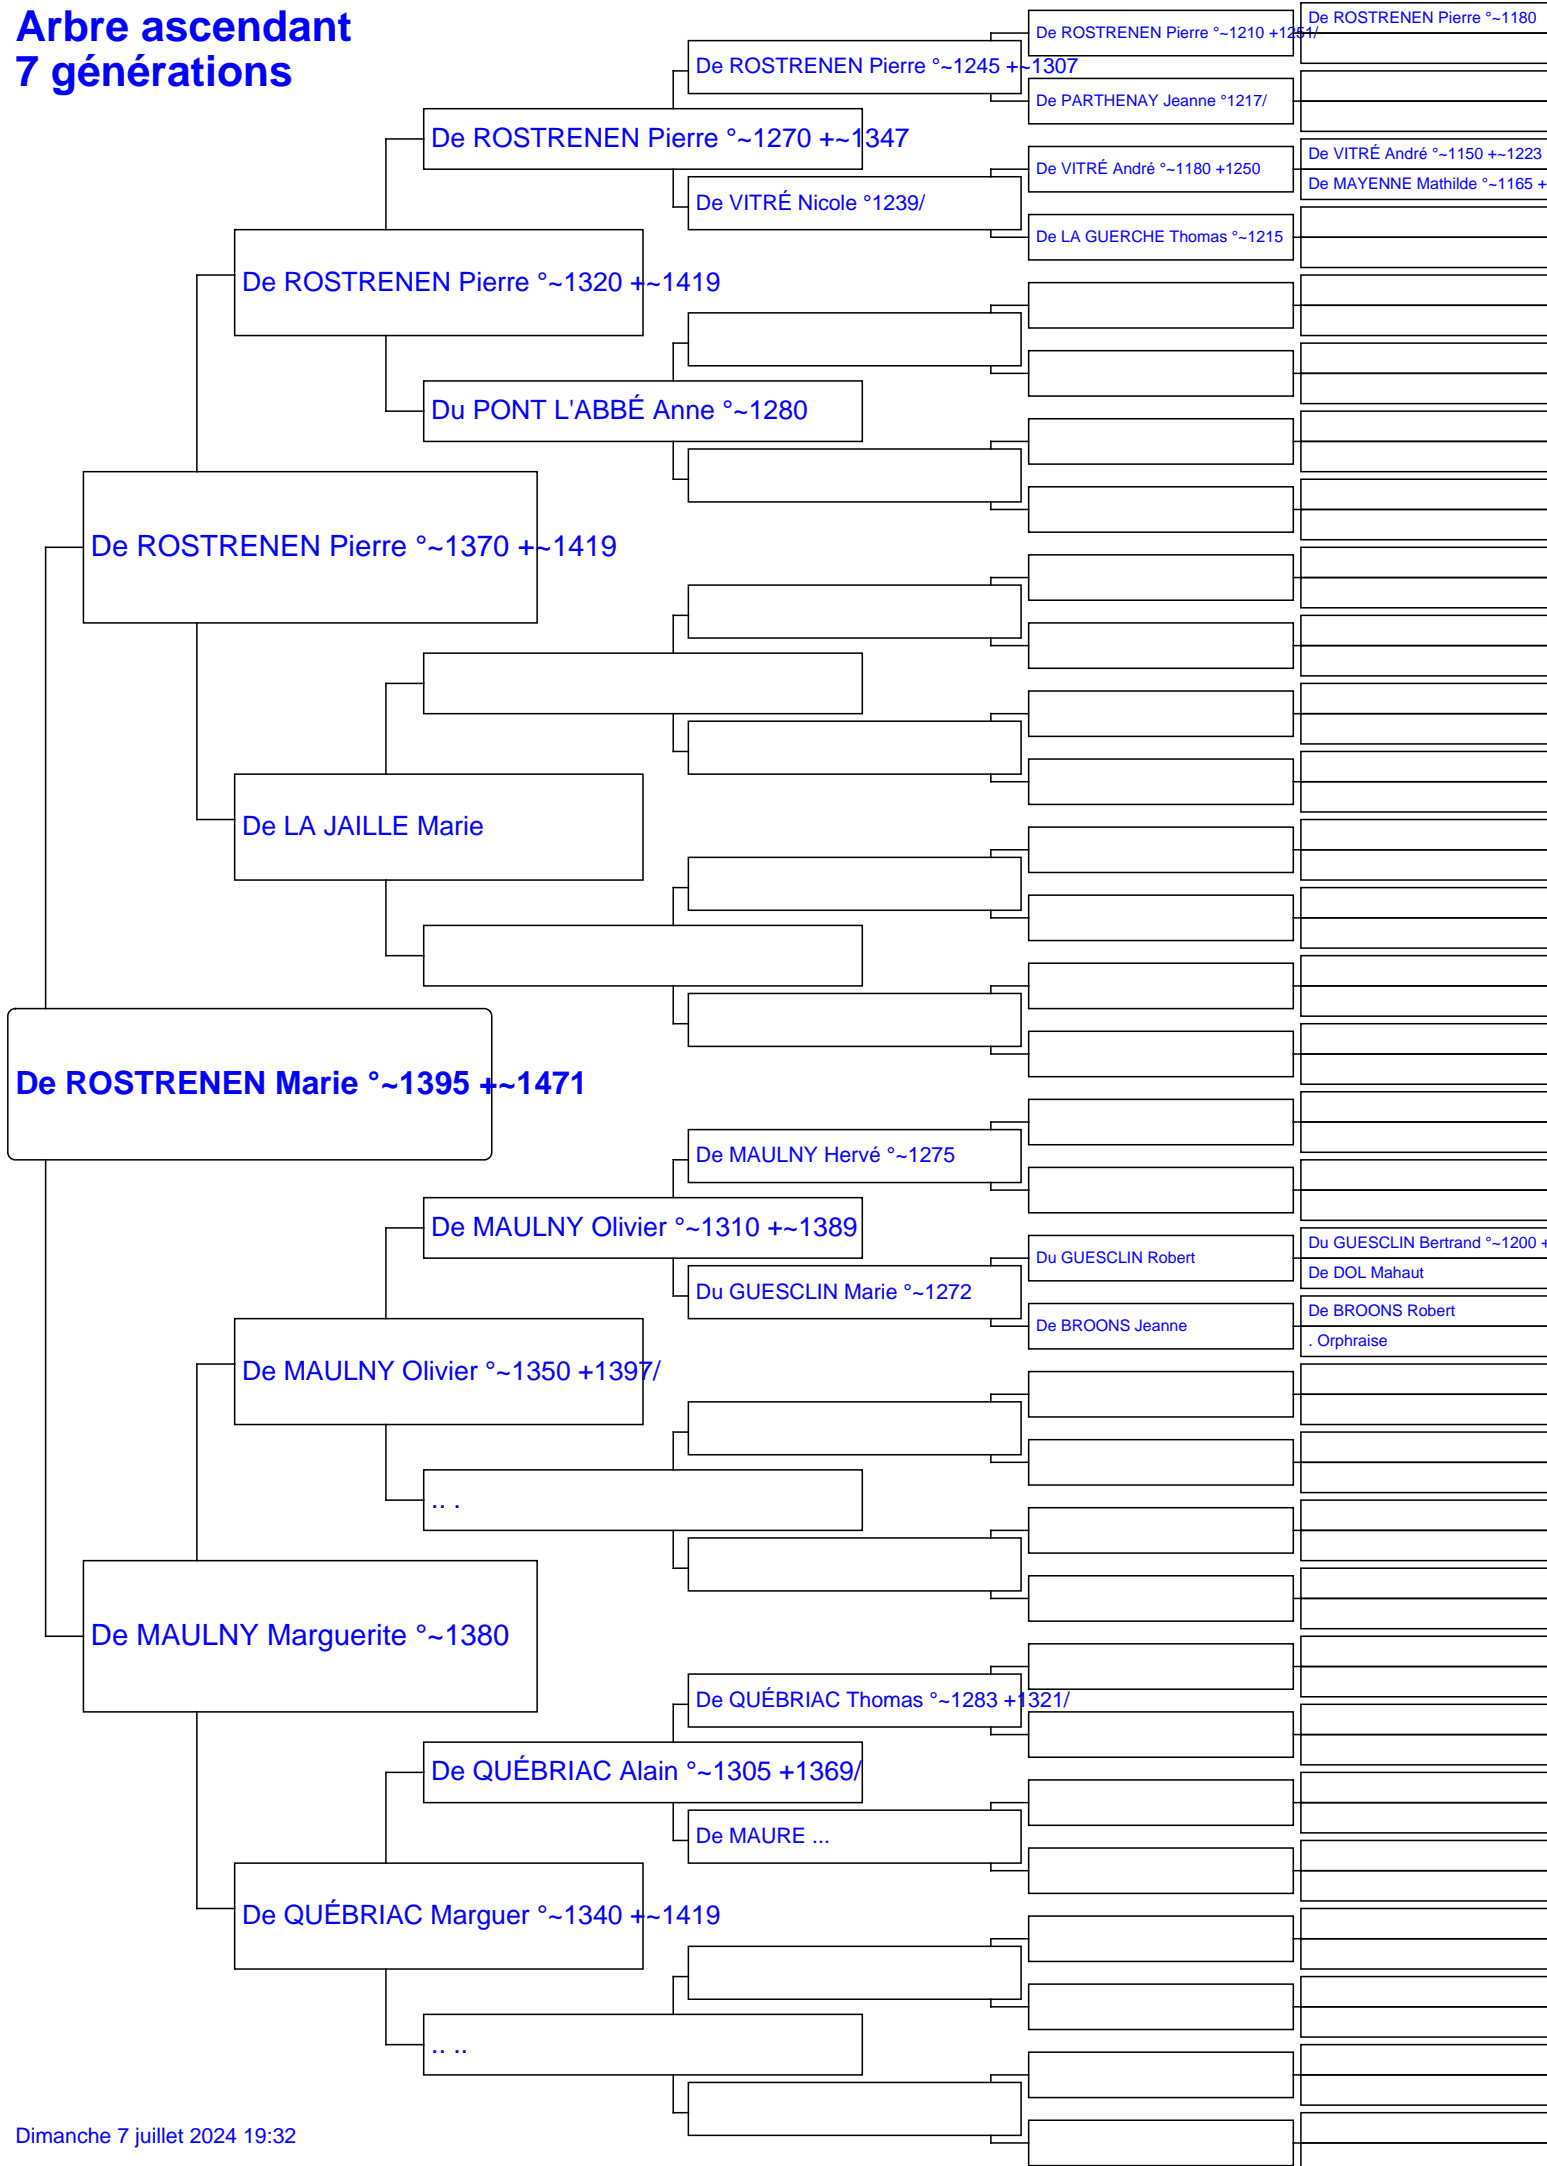 Arbre ascendant
7 générations
De ROSTRENEN Pierre °~1180
De ROSTRENEN Pierre °~1210 +1251/
De ROSTRENEN Pierre °~1245 +~1307
De PARTHENAY Jeanne °1217/
De ROSTRENEN Pierre °~1270 +~1347
De VITRÉ André °~1150 +~1223
De VITRÉ André °~1180 +1250
De MAYENNE Mathilde °~1165 +
De VITRÉ Nicole °1239/
De LA GUERCHE Thomas °~1215
De ROSTRENEN Pierre °~1320 +~1419
Du PONT L'ABBÉ Anne °~1280
De ROSTRENEN Pierre °~1370 +~1419
De LA JAILLE Marie
De ROSTRENEN Marie °~1395 +~1471
De MAULNY Hervé °~1275
De MAULNY Olivier °~1310 +~1389
Du GUESCLIN Bertrand °~1200 +
Du GUESCLIN Robert
De DOL Mahaut
Du GUESCLIN Marie °~1272
De BROONS Robert
De BROONS Jeanne
. Orphraise
De MAULNY Olivier °~1350 +1397/
.. .
De MAULNY Marguerite °~1380
De QUÉBRIAC Thomas °~1283 +1321/
De QUÉBRIAC Alain °~1305 +1369/
De MAURE ...
De QUÉBRIAC Marguer °~1340 +~1419
.. ..
Dimanche 7 juillet 2024 19:32